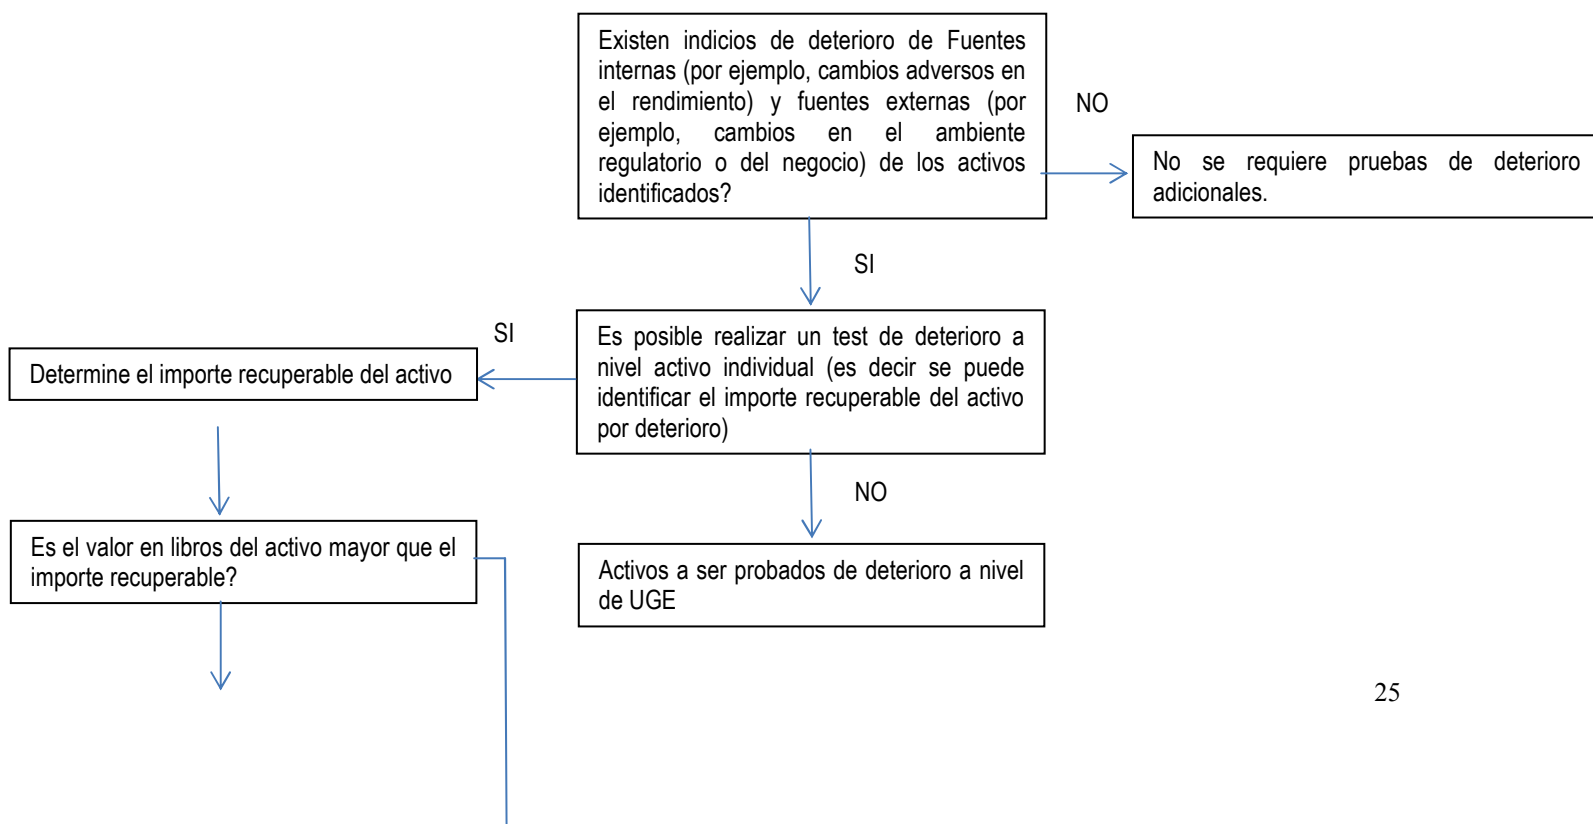 Existen indicios de deterioro de Fuentes
internas (por ejemplo, cambios adversos en
el rendimiento) y fuentes externas (por
ejemplo, cambios en el ambiente
regulatorio o del negocio) de los activos
identificados?
NO
No se requiere pruebas de deterioro
adicionales.
SI
Es posible realizar un test de deterioro a
nivel activo individual (es decir se puede
identificar el importe recuperable del activo
por deterioro)
SI
Determine el importe recuperable del activo
NO
Es el valor en libros del activo mayor que el
importe recuperable?
Activos a ser probados de deterioro a nivel
de UGE
25